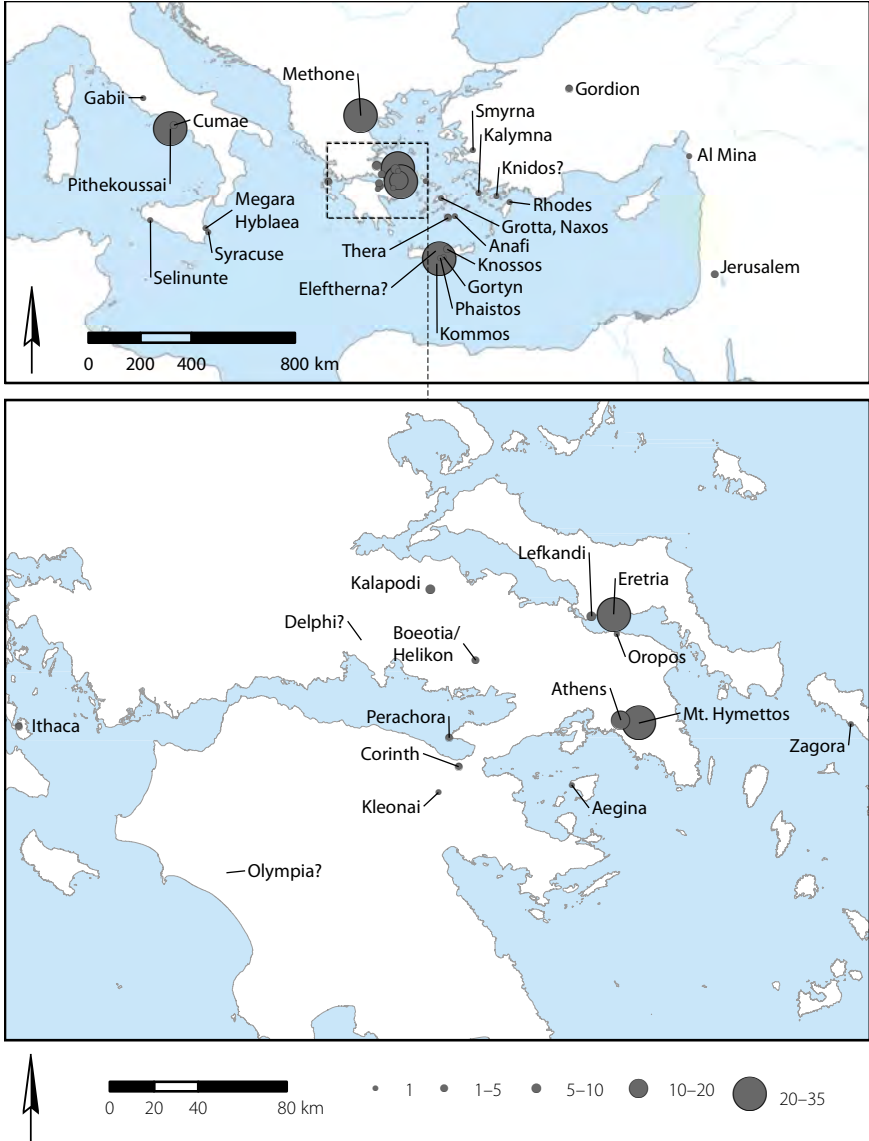 Methone
Gordion
Gabii
Smyrna
Cumae
Kalymna
Al Mina
Knidos?
Pithekoussai
Rhodes
Megara
Hyblaea
Grotta, Naxos
Thera
Anafi
Syracuse
Knossos
Jerusalem
Selinunte
Eleftherna?
Gortyn
Phaistos
Kommos
0 200 400 800 km
Lefkandi
Eretria
Kalapodi
Delphi?
Boeotia/
Helikon
Oropos
Athens
Mt. Hymettos
Ithaca
Perachora
Zagora
Corinth
Kleonai
Aegina
Olympia?
0 20 40 80 km
1 1–5 5–10 10–20 20–35